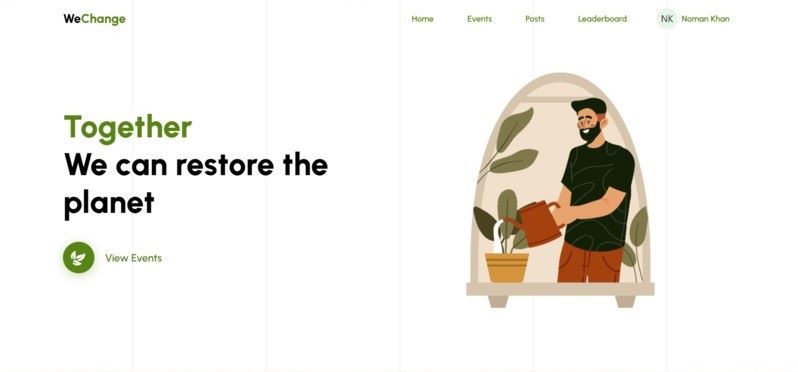 WeChange
Home Events Posts Leaderboard NK Noman Khan
Together
We can restore the
planet
View Events